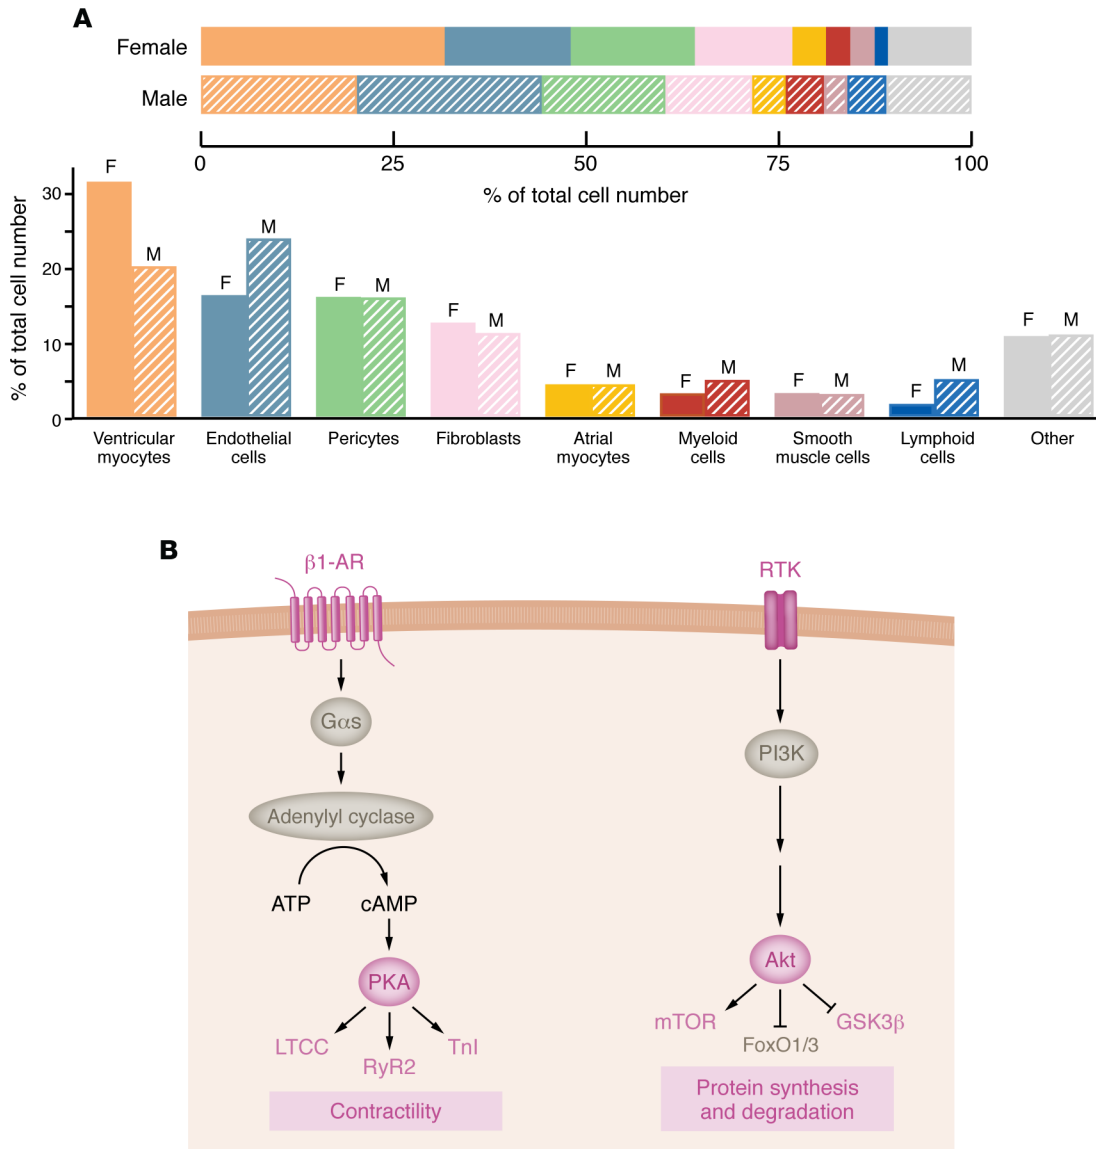 A
Female
Male
0 25 50 75 100
% of total cell number
% of total cell number
30
20
10
0
F M
F M
F M
F M
F M
F M
F M
F M
F M
Ventricular
myocytes
Endothelial
cells
Pericytes
Fibroblasts
Atrial
myocytes
Myeloid
cells
Smooth
muscle cells
Lymphoid
cells
Other
B
β1-AR
Gαs
Adenylyl cyclase
ATP
cAMP
PKA
LTCC
RyR2
TnI
Contractility
RTK
PI3K
Akt
mTOR
FoxO1/3
GSK3β
Protein synthesis
and degradation